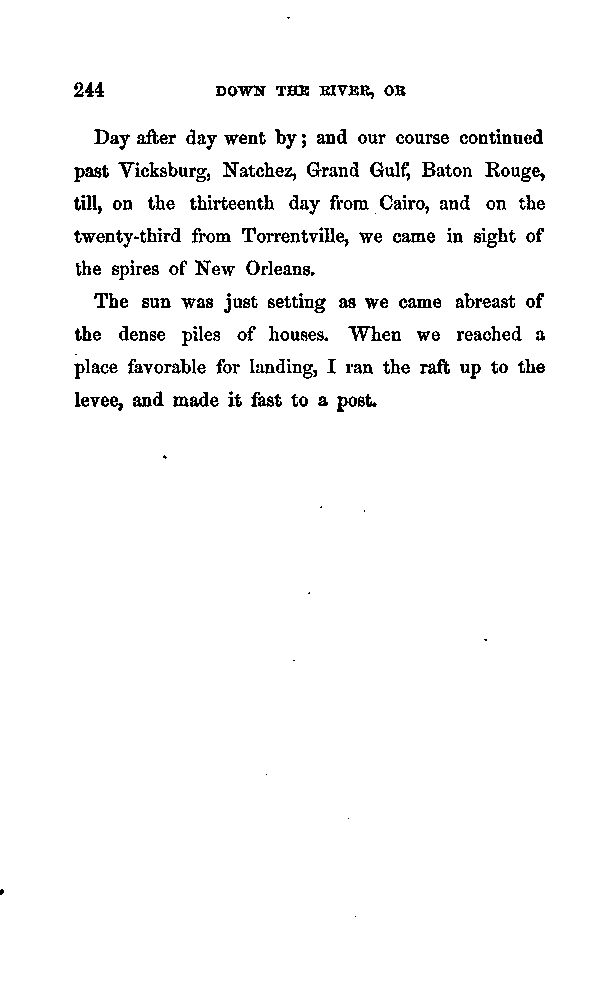 244 DOWN THE RIVER, OR
Day after day went by; and our course continued
past Vicksburg, Natchez, Grand Gulf, Baton Rouge,
till, on the thirteenth day from Cairo, and on the
twenty-third from Torrentville, we came in sight of
the spires of New Orleans.
The sun was just setting as we came abreast of
the dense piles of houses. When we reached a
place favorable for landing, I ran the raft up to the
levee, and made it fast to a post.